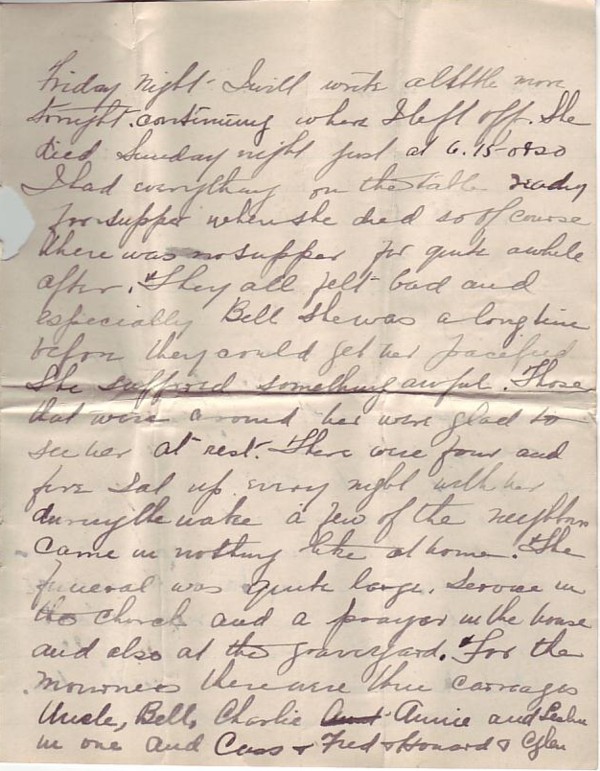 Friday night - I will write a little more
tonight. continuing where I left off. She
died Sunday night just at 6.15-0820
I had everything on the table ready
for supper when she died so of course
there was no supper for quite awhile
after. They all felt bad and
especially Bell she was a long time
before they could get her pacified
She suffered something awful. Those
that were around her were glad to
see her at rest. There were four and
five sat up every night with her
during the wake a few of the neighbors
came in nothing like at home. The
funeral was quite large. Service in
the church and a prayer in the house
and also at the graveyard. For the
mourners there were three carriages
Uncle, Bell, Charlie Aunt Annie and
in one and Cass + Fred + Howard +